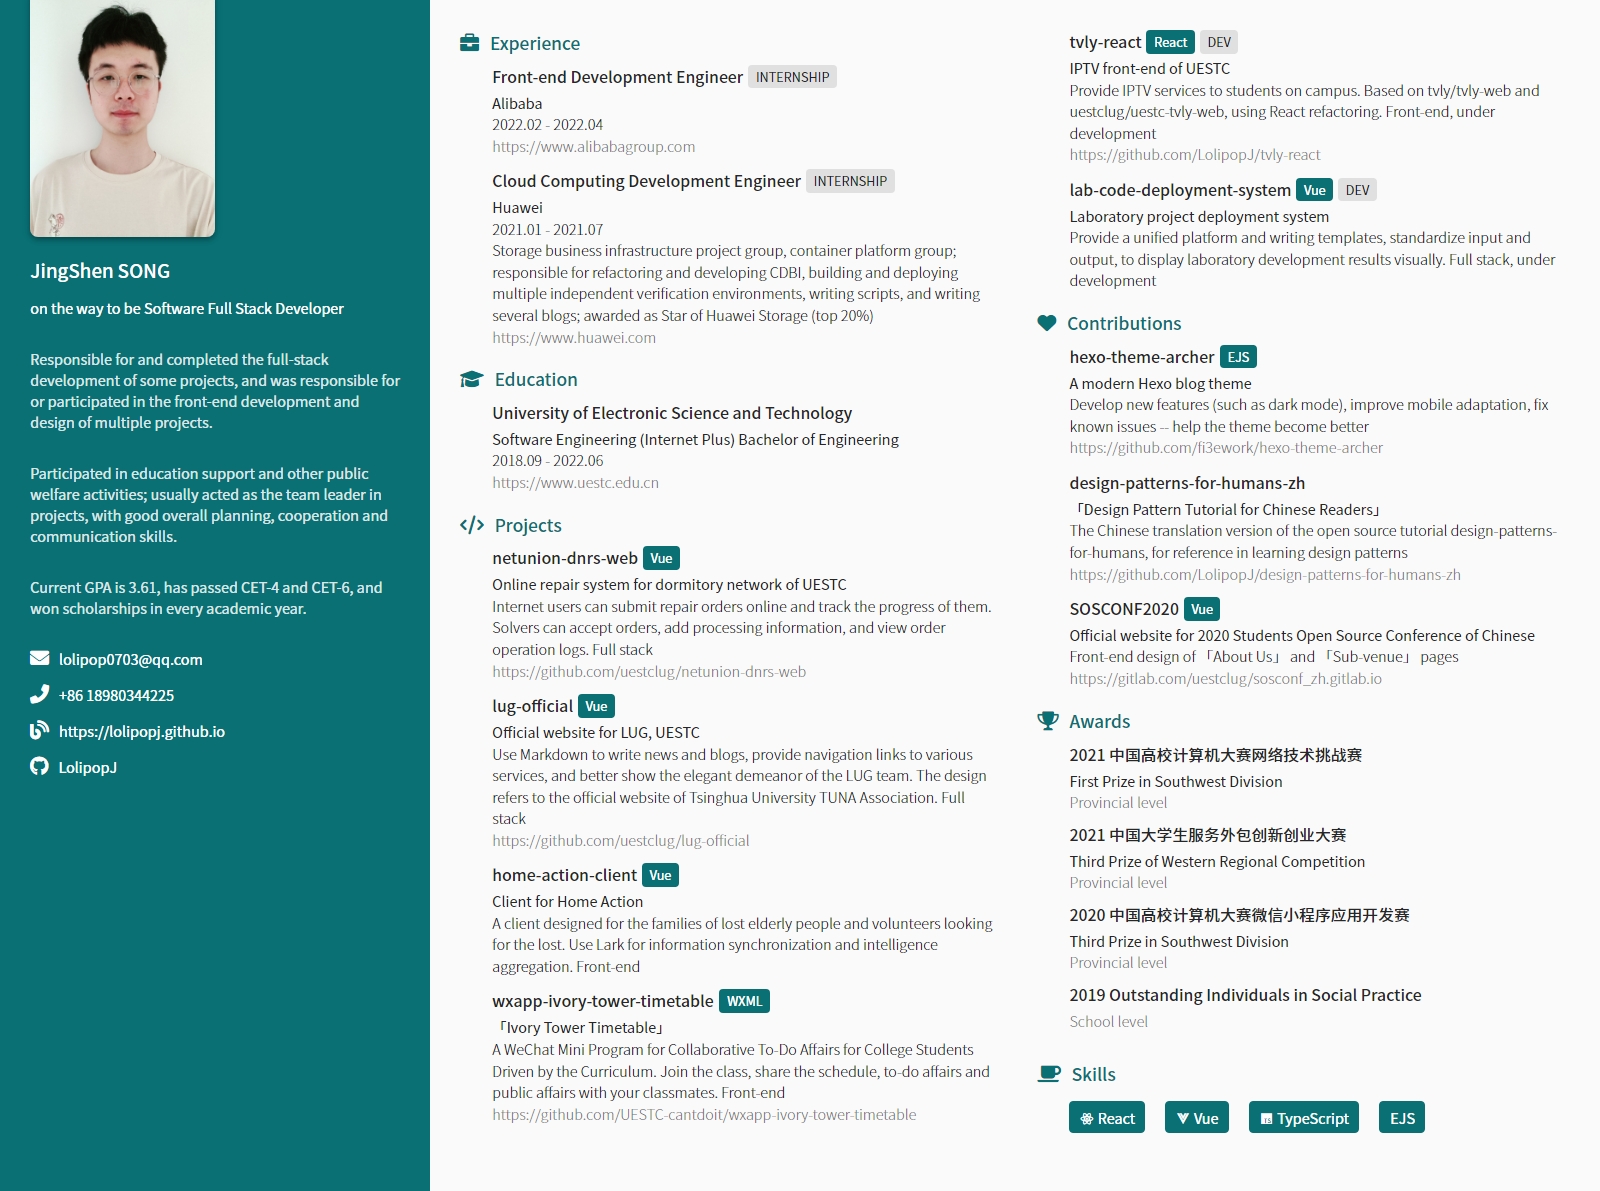 JingShen SONG
on the way to be Software Full Stack Developer
Responsible for and completed the full-stack
development of some projects, and was responsible for
or participated in the front-end development and
design of multiple projects.
Participated in education support and other public
welfare activities; usually acted as the team leader in
projects, with good overall planning, cooperation and
communication skills.
Current GPA is 3.61, has passed CET-4 and CET-6, and
won scholarships in every academic year.
lolipop0703@qq.com
+86 18980344225
https://lolipopj.github.io
LolipopJ
Experience
Front-end Development Engineer INTERNSHIP
Alibaba
2022.02 - 2022.04
https://www.alibabagroup.com
Cloud Computing Development Engineer INTERNSHIP
Huawei
2021.01 - 2021.07
Storage business infrastructure project group, container platform group;
responsible for refactoring and developing CDBI, building and deploying
multiple independent verification environments, writing scripts, and writing
several blogs; awarded as Star of Huawei Storage (top 20%)
https://www.huawei.com
Education
University of Electronic Science and Technology
Software Engineering (Internet Plus) Bachelor of Engineering
2018.09 - 2022.06
https://www.uestc.edu.cn
Projects
netunion-dnrs-web Vue
Online repair system for dormitory network of UESTC
Internet users can submit repair orders online and track the progress of them.
Solvers can accept orders, add processing information, and view order
operation logs. Full stack
https://github.com/uestclug/netunion-dnrs-web
lug-official Vue
Official website for LUG, UESTC
Use Markdown to write news and blogs, provide navigation links to various
services, and better show the elegant demeanor of the LUG team. The design
refers to the official website of Tsinghua University TUNA Association. Full
stack
https://github.com/uestclug/lug-official
home-action-client Vue
Client for Home Action
A client designed for the families of lost elderly people and volunteers looking
for the lost. Use Lark for information synchronization and intelligence
aggregation. Front-end
wxapp-ivory-tower-timetable WXML
「Ivory Tower Timetable」
A WeChat Mini Program for Collaborative To-Do Affairs for College Students
Driven by the Curriculum. Join the class, share the schedule, to-do affairs and
public affairs with your classmates. Front-end
https://github.com/UESTC-cantdoit/wxapp-ivory-tower-timetable
tvly-react React DEV
IPTV front-end of UESTC
Provide IPTV services to students on campus. Based on tvly/tvly-web and
uestclug/uestc-tvly-web, using React refactoring. Front-end, under
development
https://github.com/LolipopJ/tvly-react
lab-code-deployment-system Vue DEV
Laboratory project deployment system
Provide a unified platform and writing templates, standardize input and
output, to display laboratory development results visually. Full stack, under
development
Contributions
hexo-theme-archer EJS
A modern Hexo blog theme
Develop new features (such as dark mode), improve mobile adaptation, fix
known issues -- help the theme become better
https://github.com/fi3ework/hexo-theme-archer
design-patterns-for-humans-zh
「Design Pattern Tutorial for Chinese Readers」
The Chinese translation version of the open source tutorial design-patterns-
for-humans, for reference in learning design patterns
https://github.com/LolipopJ/design-patterns-for-humans-zh
SOSCONF2020 Vue
Official website for 2020 Students Open Source Conference of Chinese
Front-end design of 「About Us」 and 「Sub-venue」 pages
https://gitlab.com/uestclug/sosconf_zh.gitlab.io
Awards
2021 中国高校计算机大赛网络技术挑战赛
First Prize in Southwest Division
Provincial level
2021 中国大学生服务外包创新创业大赛
Third Prize of Western Regional Competition
Provincial level
2020 中国高校计算机大赛微信小程序应用开发赛
Third Prize in Southwest Division
Provincial level
2019 Outstanding Individuals in Social Practice
School level
Skills
React Vue TS TypeScript EJS